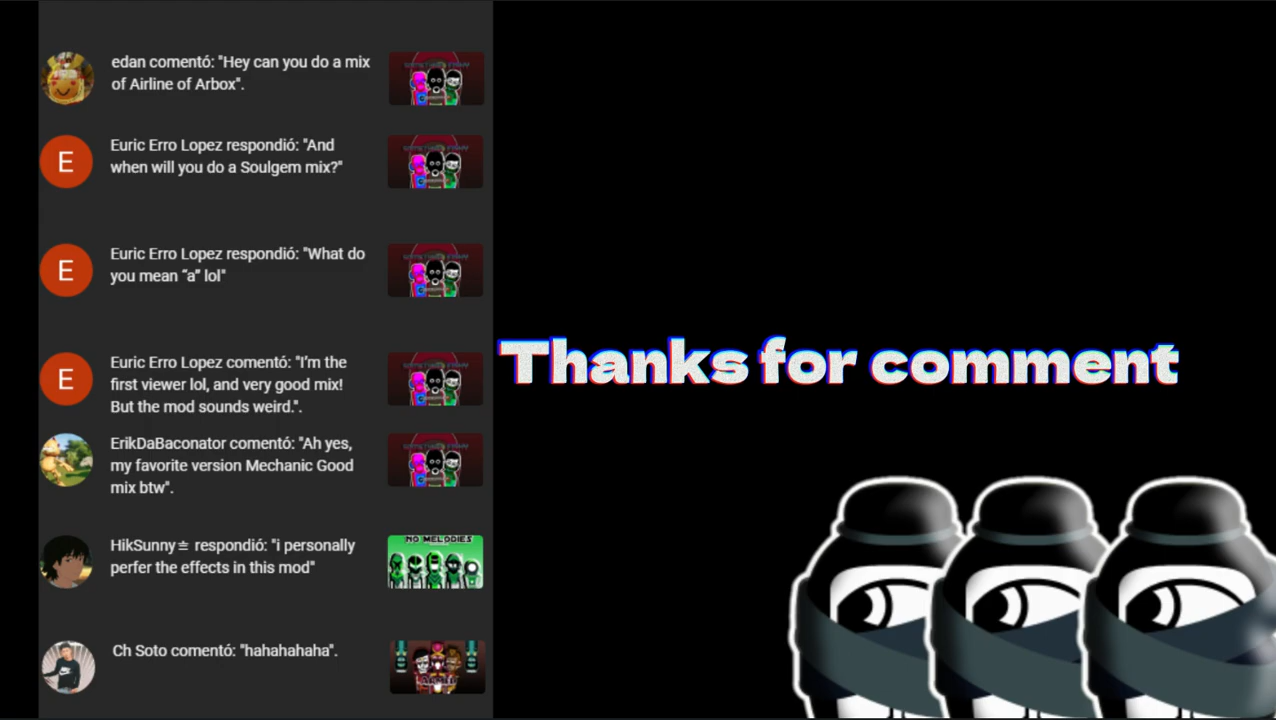 edan comentó: "Hey can you do a mix
of Airline of Arbox".
Euric Erro Lopez respondió: "And
when will you do a Soulgem mix?"
Euric Erro Lopez respondió: "What do
you mean “a” lol"
Euric Erro Lopez comentó: "I'm the
first viewer lol, and very good mix!
But the mod sounds weird.".
ErikDaBaconator comentó: "Ah yes,
my favorite version Mechanic Good
mix btw".
HikSunny≐ respondió: "i personally
perfer the effects in this mod"
NO MELODIES
Ch Soto comentó: "hahahahaha".
Thanks for comment
E
E
E